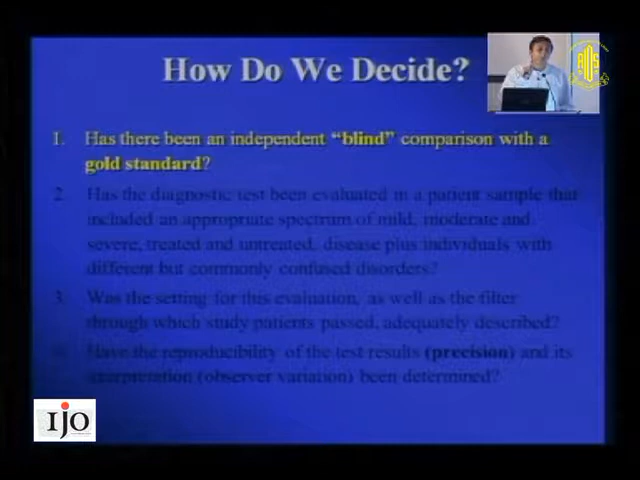 How Do We Decide?
1. Has there been an independent “blind” comparison with a
gold standard?
2. Has the diagnostic test been evaluated in a patient sample that
included an appropriate spectrum of mild, moderate and
severe, treated and untreated, disease plus individuals with
different but commonly confused disorders?
3. Was the setting for this evaluation, as well as the filter
through which study patients passed, adequately described?
Have the reproducibility of the test results (precision) and its
interpretation (observer variation) been determined?
IJO